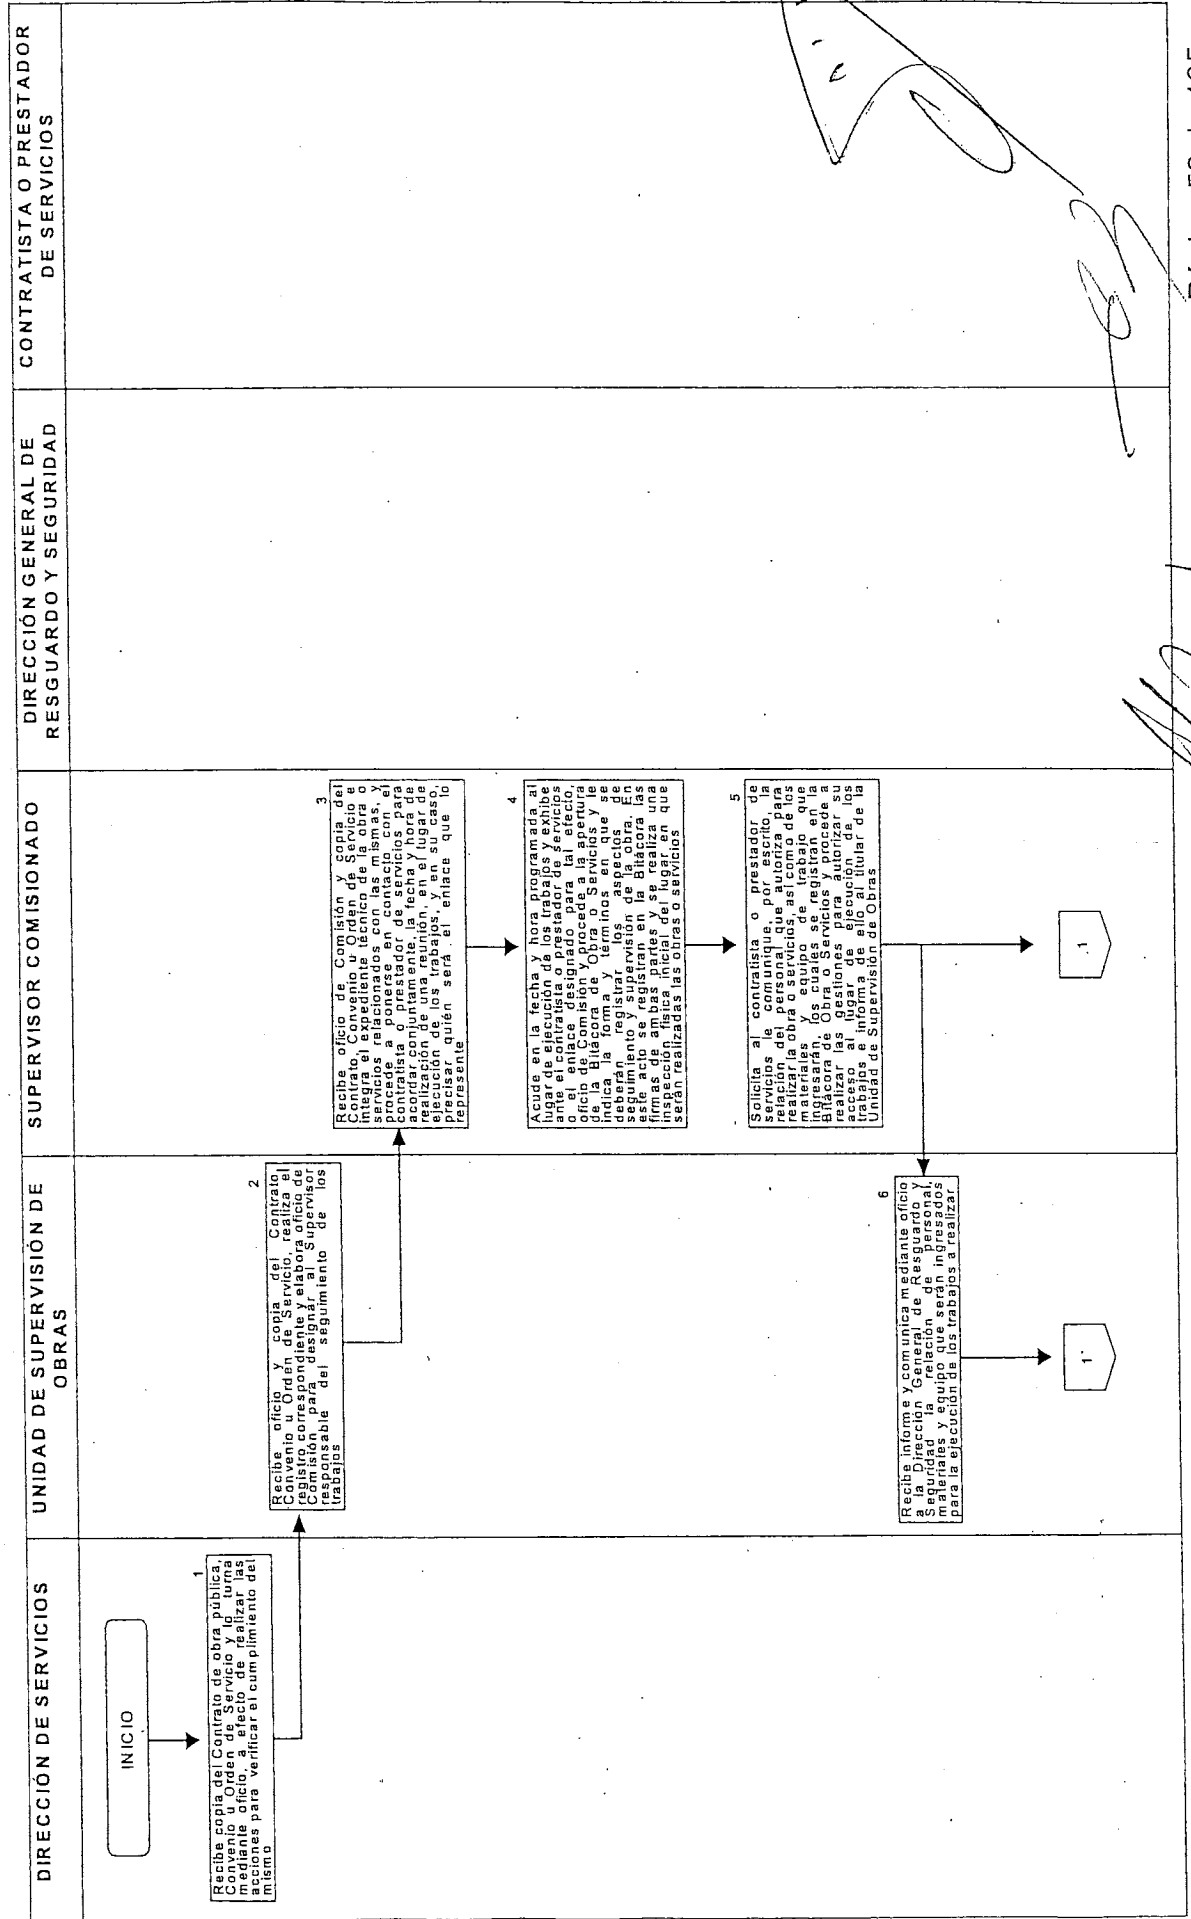 DIRECCIÓN DE SERVICIOS
UNIDAD DE SUPERVISIÓN DE
OBRAS
SUPERVISOR COMISIONADO
DIRECCIÓN GENERAL DE
RESGUARDO Y SEGURIDAD
CONTRATISTA O PRESTADOR
DE SERVICIOS
INICIO
1
Recibe copia del Contrato de obra pública,
Convenio u Orden de Servicio y lo turna
mediante oficio, a efecto de realizar las
acciones para verificar el cumplimiento del
mismo
2
Recibe oficio y copia del Contrato,
Convenio u Orden de Servicio, realiza el
registro correspondiente y elabora oficio de
Comisión para designar al Supervisor
responsable del seguimiento de los
trabajos
3
Recibe oficio de Comisión y copia del
Contrato, Convenio u Orden de Servicio e
integra el expediente técnico de la obra o
servicios relacionados con las mismas, y
procede a ponerse en contacto con el
contratista o prestador de servicios para
acordar conjuntamente, la fecha y hora de
realización de una reunión, en el lugar de
ejecución de los trabajos, y en su caso,
precisar quién será el enlace que lo
represente
4
Acude en la fecha y hora programada al
lugar de ejecución de los trabajos y exhibe
ante el contratista o prestador de servicios
o el enlace designado para tal efecto,
oficio de Comisión y procede a la apertura
de la Bitácora de Obra o Servicios y le
indica la forma y términos en que se
deberán registrar los aspectos de
seguimiento y supervisión de la obra. En
este acto se registran en la Bitácora las
firmas de ambas partes y se realiza una
inspección física inicial del lugar en que
serán realizadas las obras o servicios
5
Solicita al contratista o prestador de
servicios le comunique, por escrito, la
relación del personal que autoriza para
realizar la obra o servicios, así como de los
materiales y equipo de trabajo que
ingresarán, los cuales se registran en la
Bitácora de Obra o Servicios y procede a
realizar las gestiones para autorizar su
acceso al lugar de ejecución de los
trabajos e informa de ello al titular de la
Unidad de Supervisión de Obras
6
Recibe informe y comunica mediante oficio
a la Dirección General de Resguardo y
Seguridad la relación de personal,
materiales y equipo que serán ingresados
para la ejecución de los trabajos a realizar
1
1